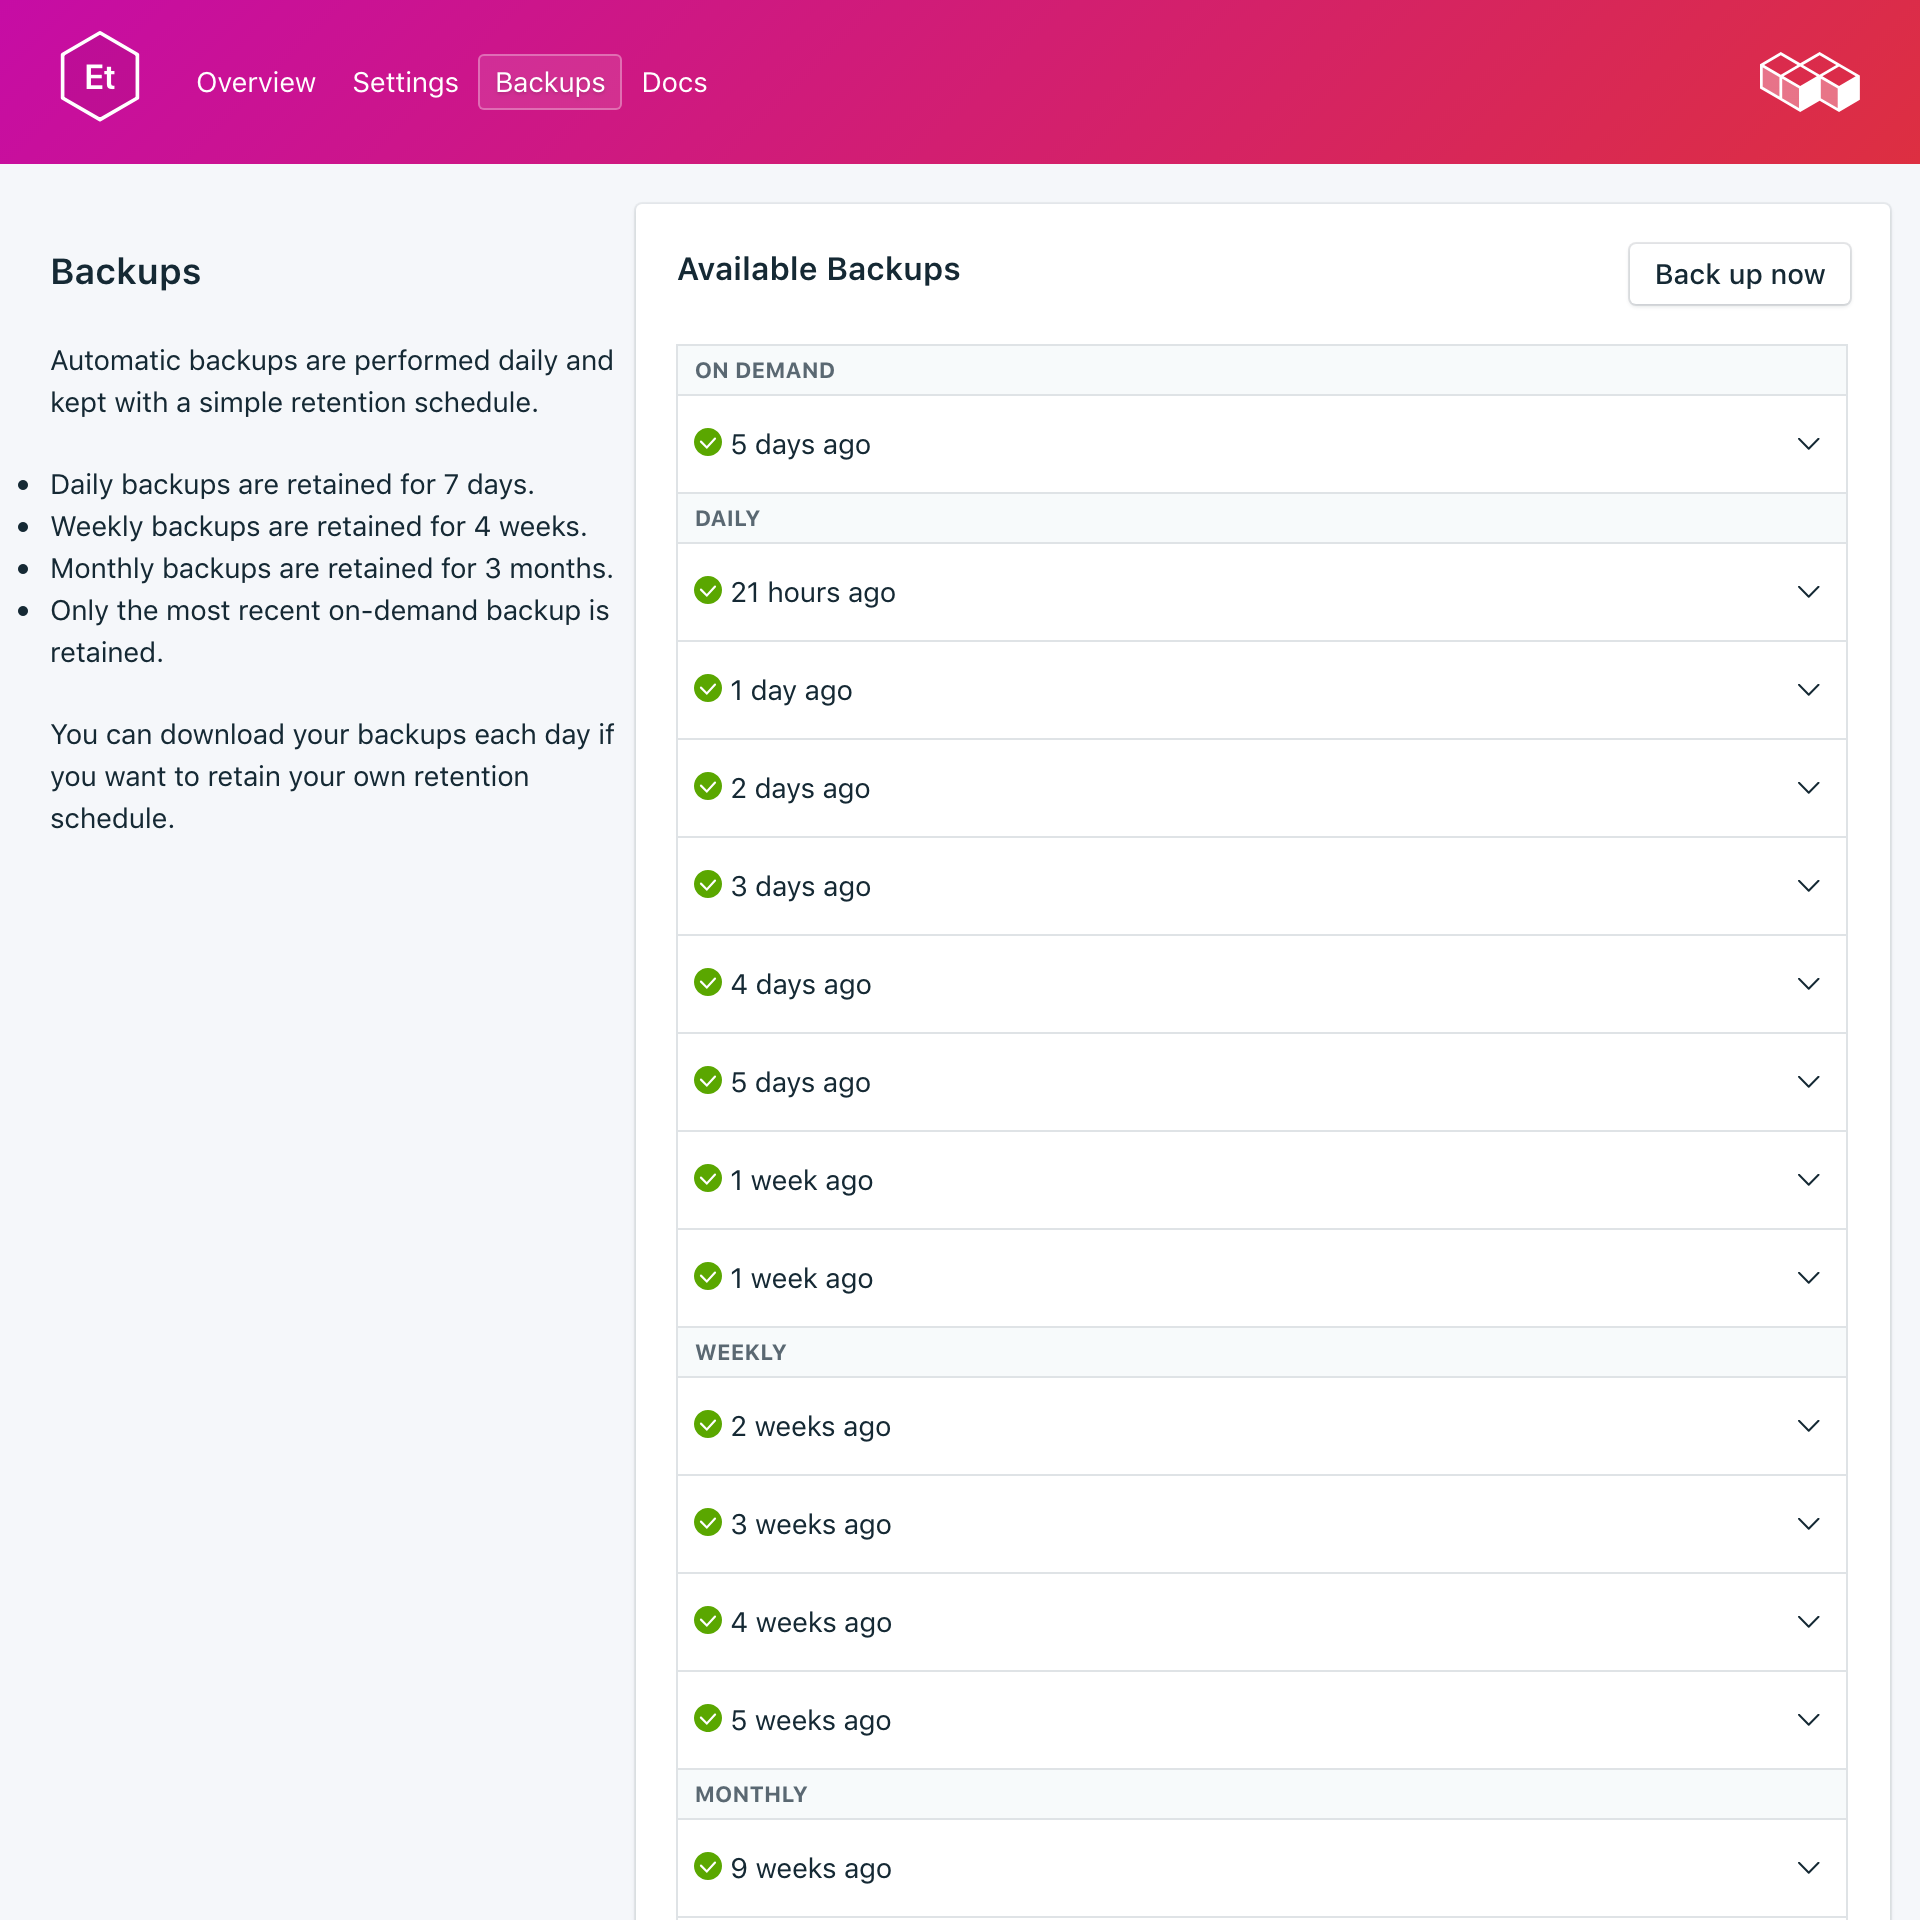 Et
Overview
Settings
Backups
Docs
Backups
Automatic backups are performed daily and
kept with a simple retention schedule.
Daily backups are retained for 7 days.
Weekly backups are retained for 4 weeks.
Monthly backups are retained for 3 months.
Only the most recent on-demand backup is
retained.
You can download your backups each day if
you want to retain your own retention
schedule.
Available Backups
Back up now
ON DEMAND
5 days ago
DAILY
21 hours ago
1 day ago
2 days ago
3 days ago
4 days ago
5 days ago
1 week ago
1 week ago
WEEKLY
2 weeks ago
3 weeks ago
4 weeks ago
5 weeks ago
MONTHLY
9 weeks ago